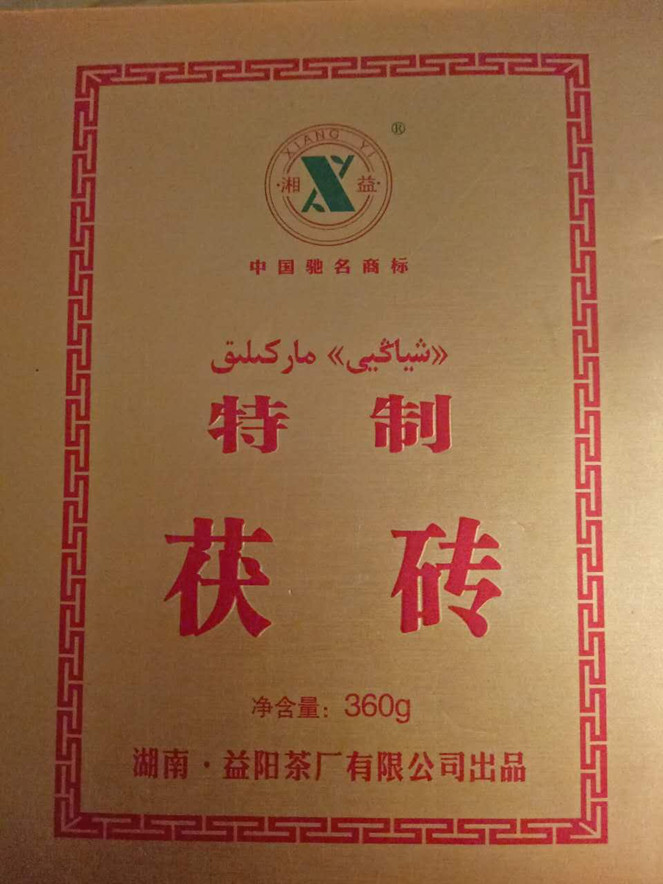 XIANG YI
®
·湘 益·
中国驰名商标
«شياڭيى» ماركىلىق
特制
茯砖
净含量：360g
湖南·益阳茶厂有限公司出品